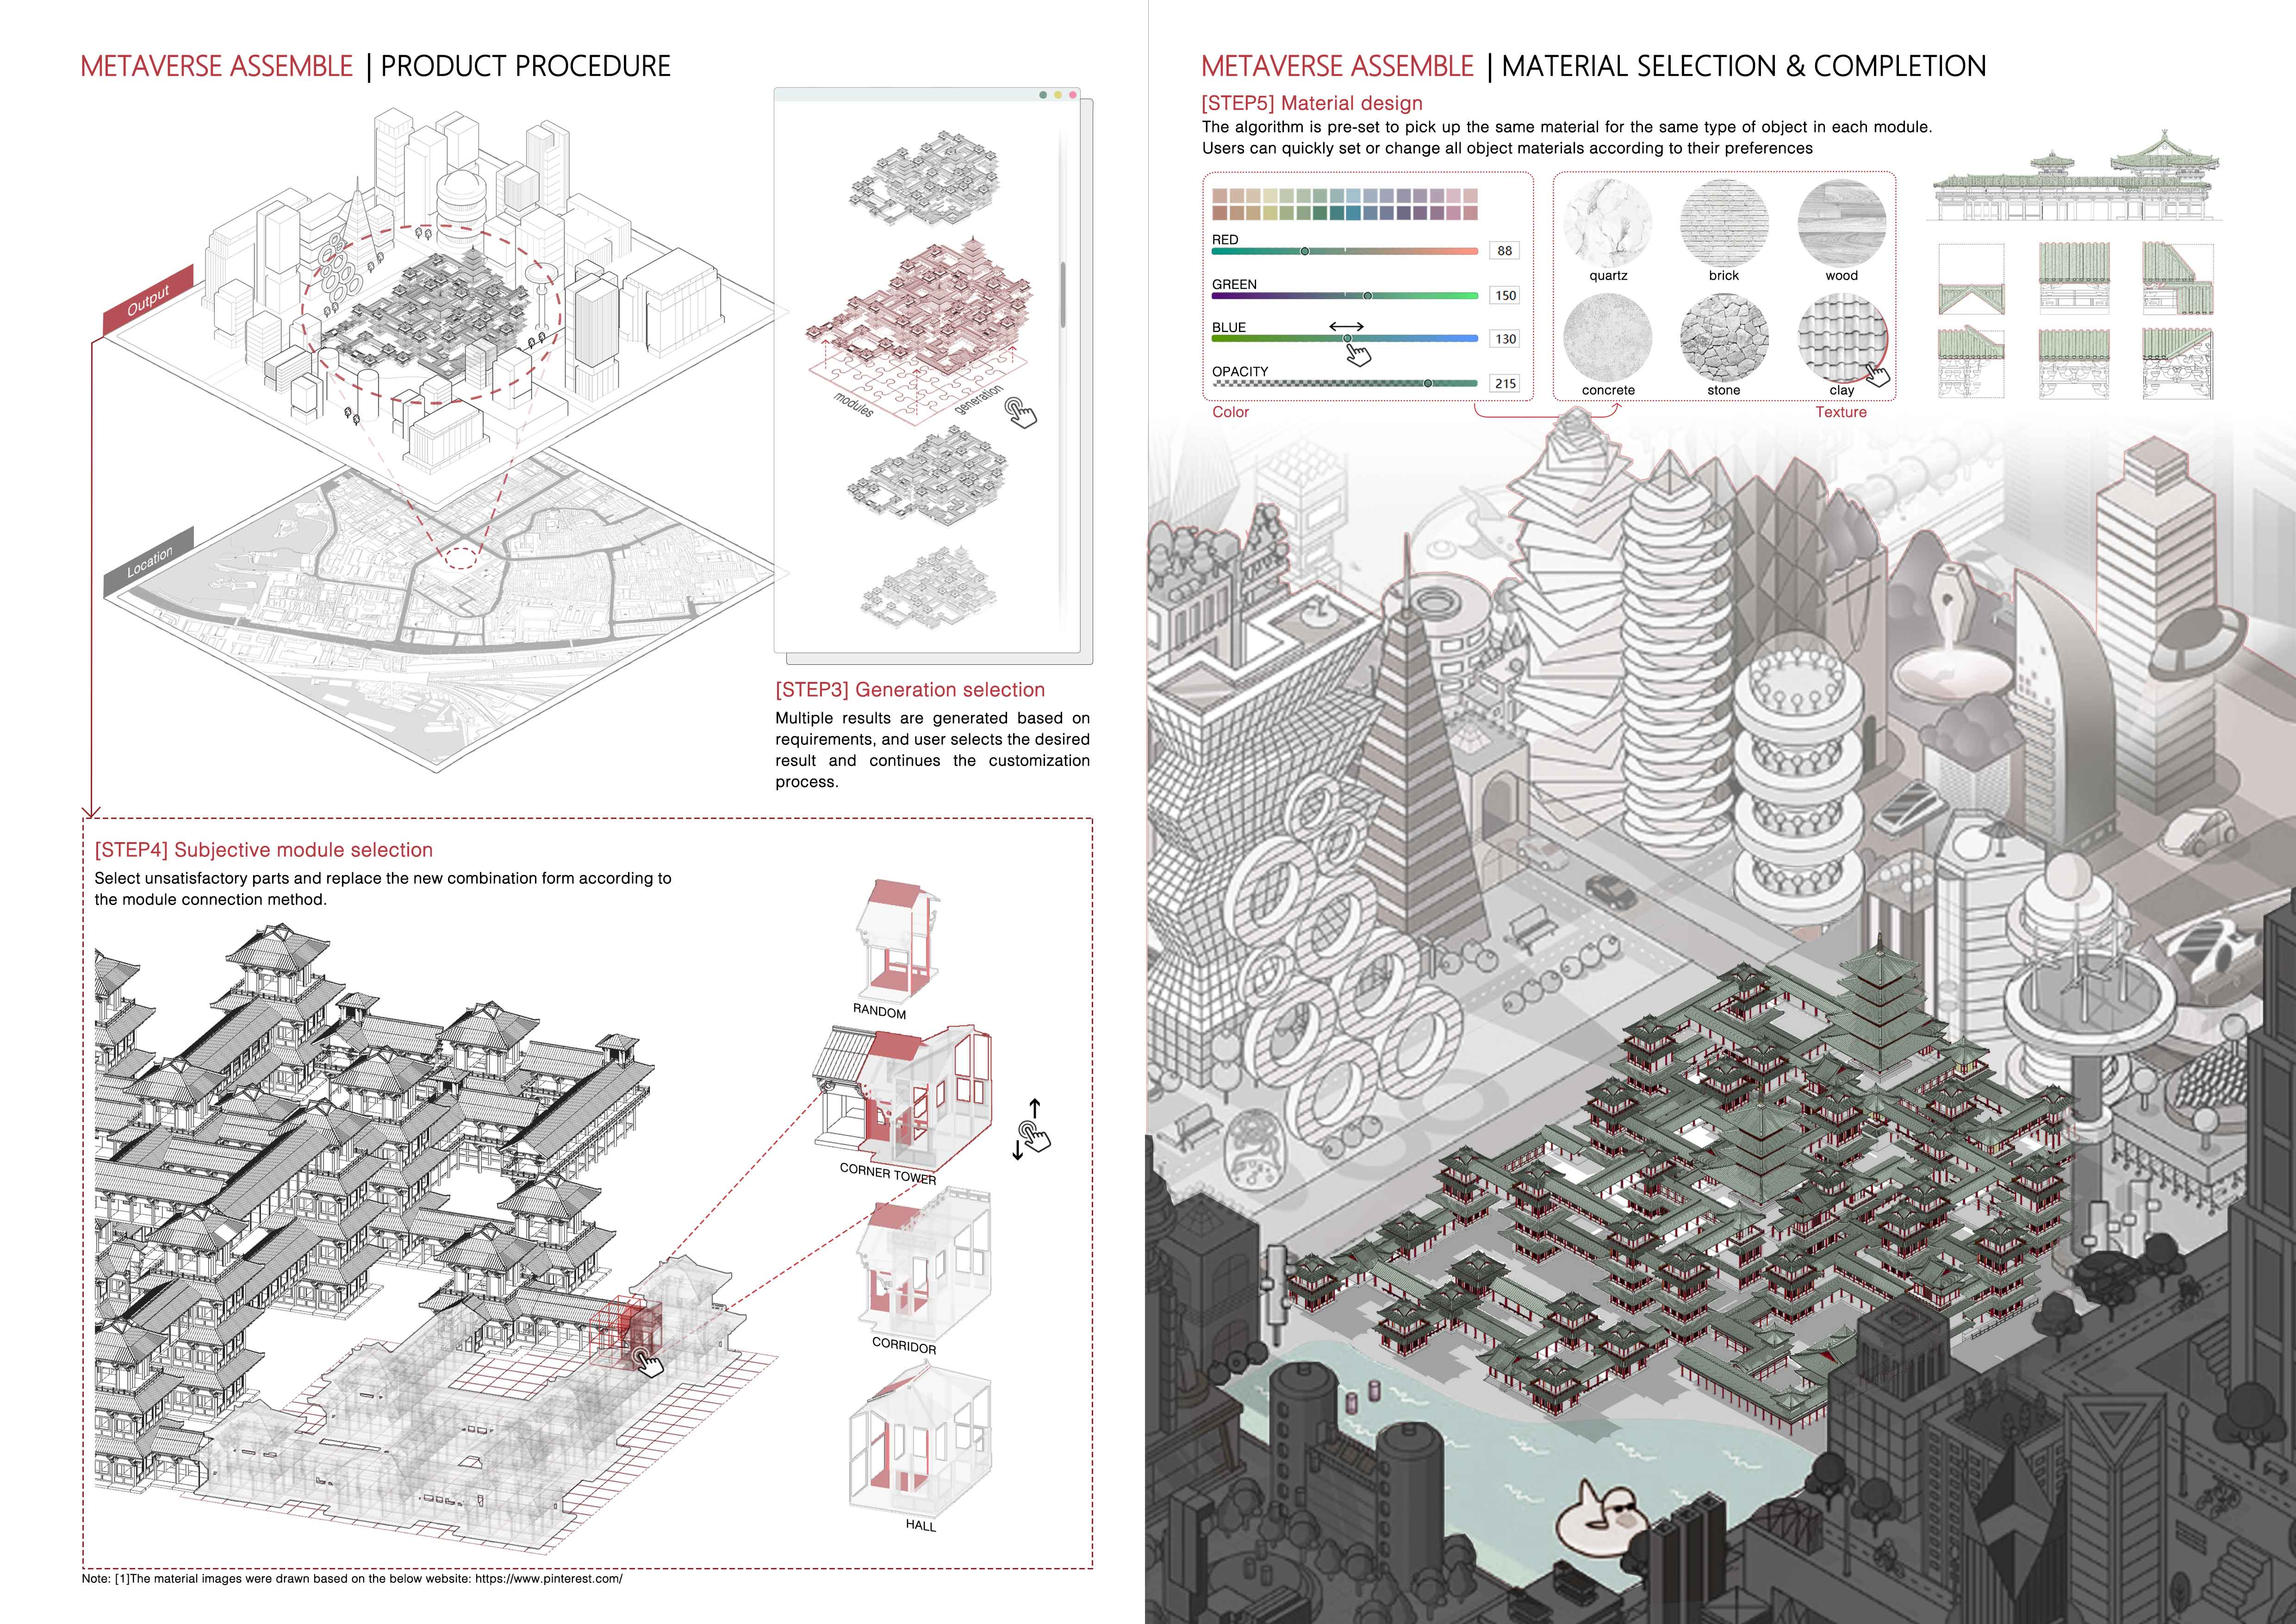 METAVERSE ASSEMBLE | PRODUCT PROCEDURE
Output
Location
modules
generation
[STEP3] Generation selection
Multiple results are generated based on
requirements, and user selects the desired
result and continues the customization
process.
[STEP4] Subjective module selection
Select unsatisfactory parts and replace the new combination form according to
the module connection method.
RANDOM
CORNER TOWER
CORRIDOR
HALL
Note: [1]The material images were drawn based on the below website: https://www.pinterest.com/
METAVERSE ASSEMBLE | MATERIAL SELECTION & COMPLETION
[STEP5] Material design
The algorithm is pre-set to pick up the same material for the same type of object in each module.
Users can quickly set or change all object materials according to their preferences
RED
88
GREEN
150
BLUE
130
OPACITY
215
Color
quartz
brick
wood
concrete
stone
clay
Texture